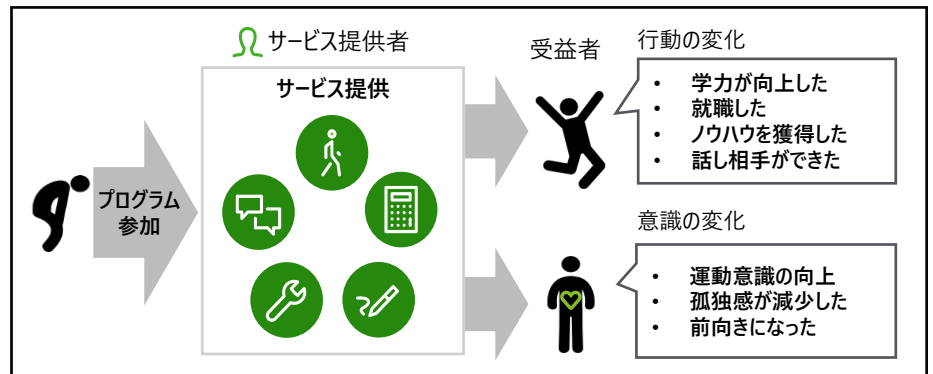 サービス提供者
受益者
サービス提供
プログラム
参加
行動の変化
・ 学力が向上した
・ 就職した
・ ノウハウを獲得した
・ 話し相手ができた
意識の変化
・ 運動意識の向上
・ 孤独感が減少した
・ 前向きになった